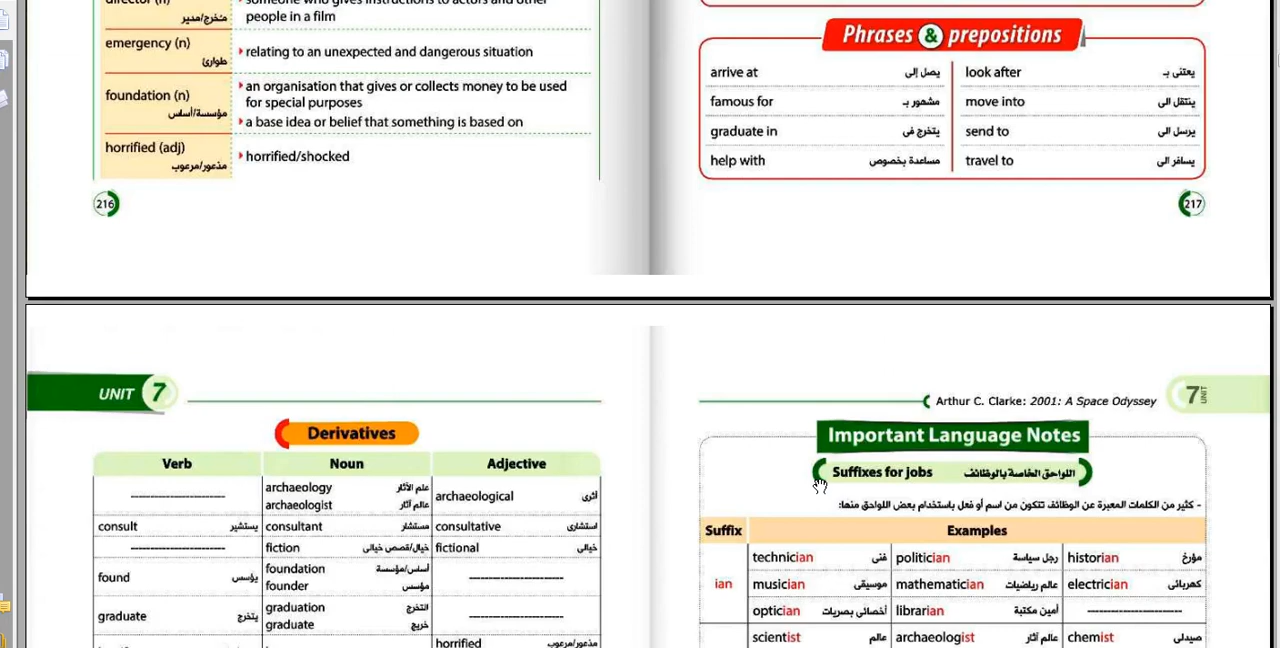 director (n)
someone who gives instructions to actors and other
مُخرج/مدير
people in a film
emergency (n)
طوارئ
relating to an unexpected and dangerous situation
foundation (n)
مؤسسة/أساس
an organisation that gives or collects money to be used
for special purposes
a base idea or belief that something is based on
horrified (adj)
مذعور/مرعوب
horrified/shocked
216
Phrases & prepositions
arrive at يصل إلى look after يعتنى بـ
famous for مشهور بـ move into ينتقل الى
graduate in يتخرج فى send to يرسل الى
help with مساعدة بخصوص travel to يسافر الى
217
UNIT 7
Derivatives
Verb Noun Adjective
archaeology علم الآثار
archaeologist عالم آثار
archaeological أثرى
consult يستشير consultant مستشار consultative استشارى
fiction خيال/قصص خيالى fictional خيالى
found يؤسس
foundation أساس/مؤسسة
founder مؤسس
graduate يتخرج
graduation التخرج
graduate خريج
horrified مذعور/مرعوب
Arthur C. Clarke: 2001: A Space Odyssey
7 UNIT
Important Language Notes
Suffixes for jobs اللواحق الخاصة بالوظائف
- كثير من الكلمات المعبرة عن الوظائف تتكون من اسم أو فعل باستخدام بعض اللواحق منها:
Suffix Examples
ian
technician فنى politician رجل سياسة historian مؤرخ
musician موسيقى mathematician عالم رياضيات electrician كهربائى
optician أخصائى بصريات librarian أمين مكتبة
scientist عالم archaeologist عالم آثار chemist صيدلى